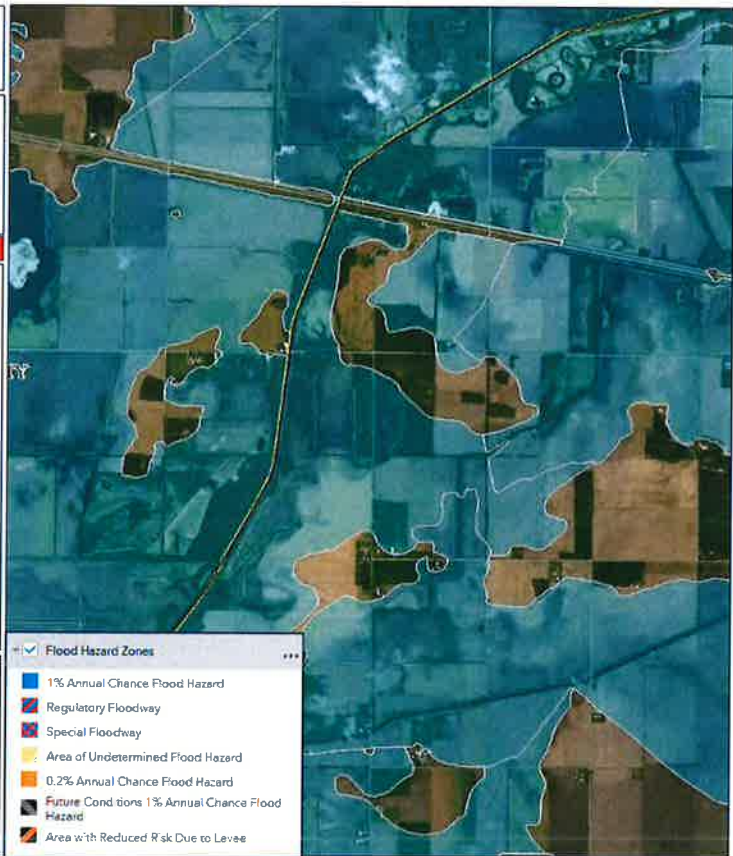 TY
Flood Hazard Zones
1% Annual Chance Flood Hazard
Regulatory Floodway
Special Floodway
Area of Undetermined Flood Hazard
0.2% Annual Chance Flood Hazard
Future Conditions 1% Annual Chance Flood
Hazard
Area with Reduced Risk Due to Levee